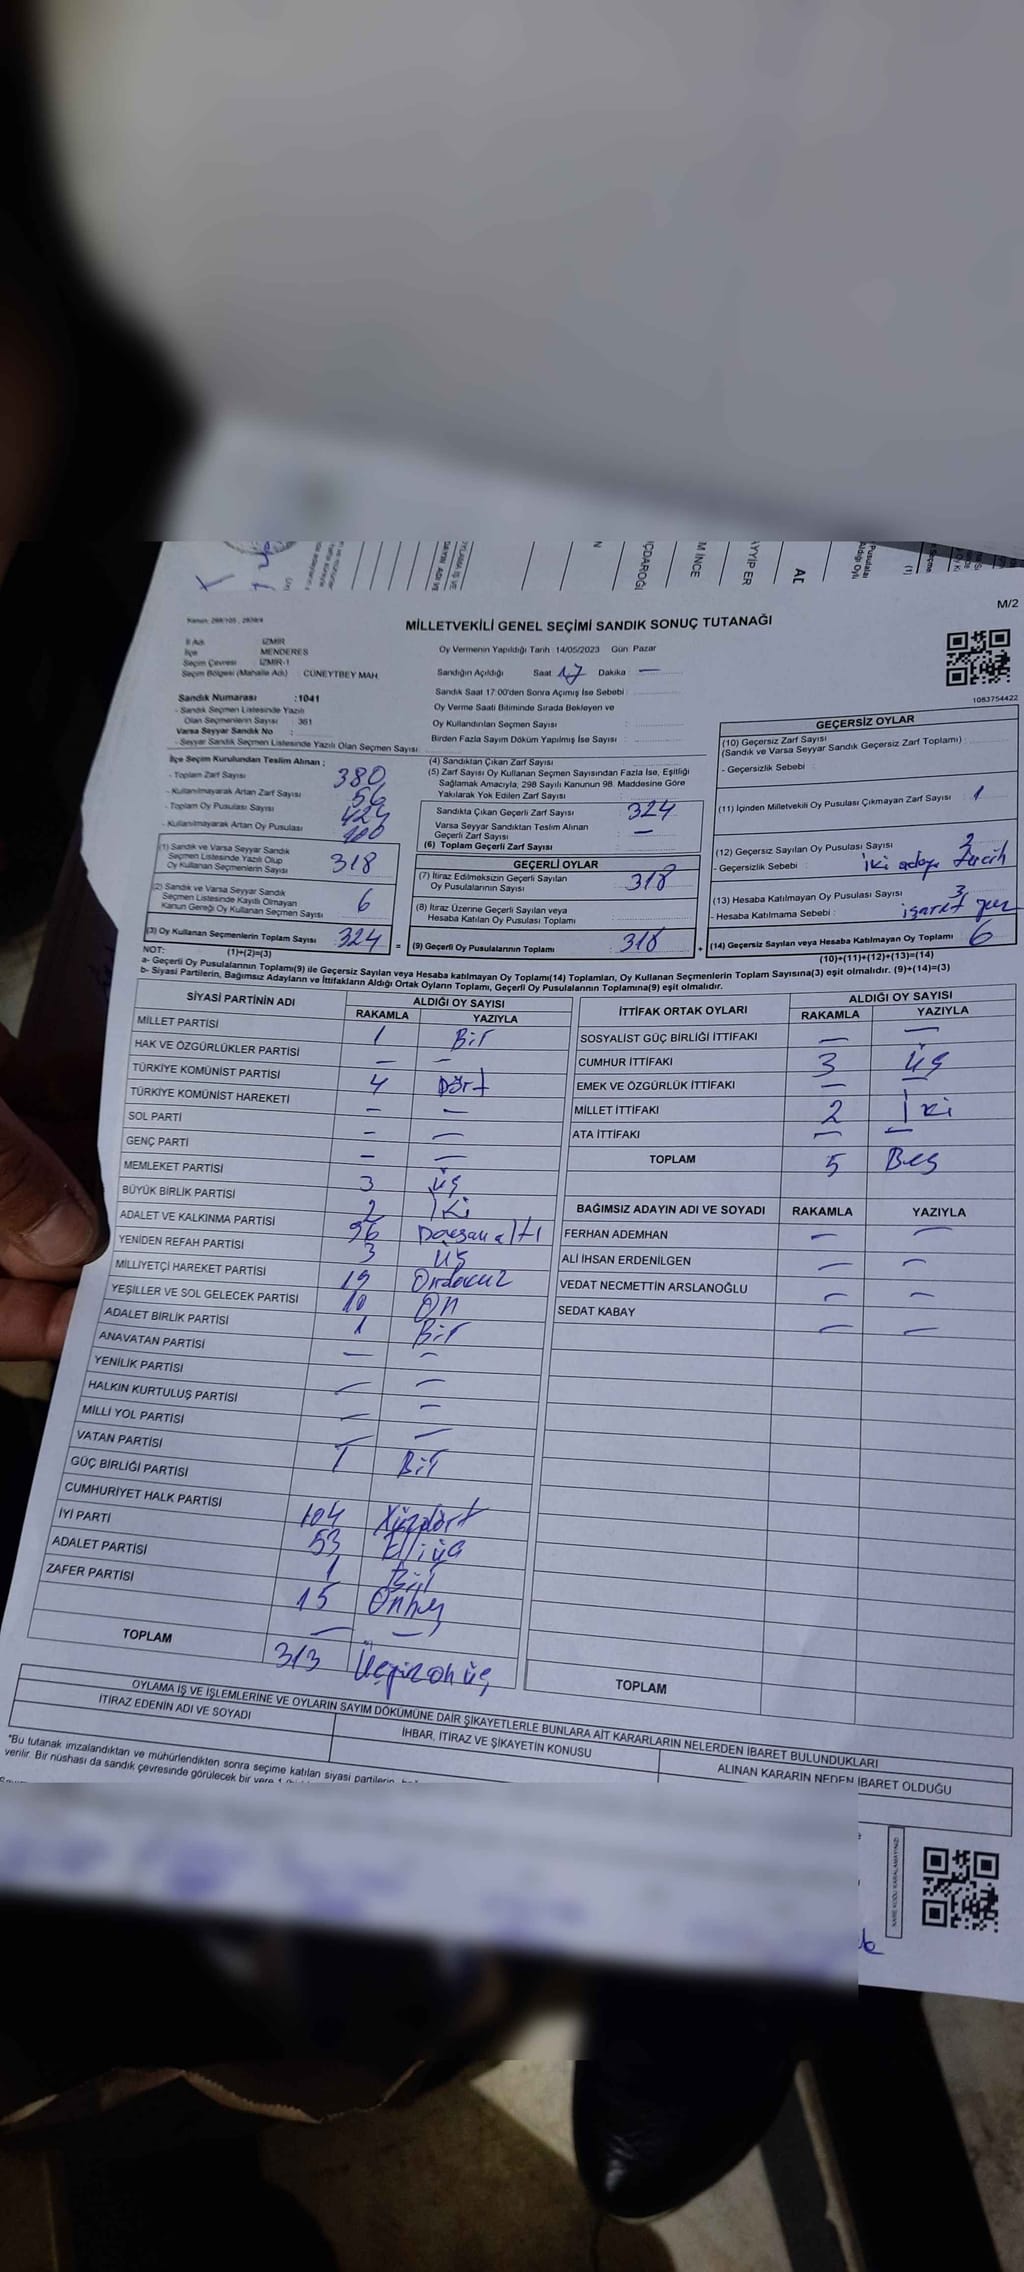 M/2
Kanun: 298/105, 2839/4
MİLLETVEKİLİ GENEL SEÇİMİ SANDIK SONUÇ TUTANAĞI
İl Adı : İZMİR
İlçe : MENDERES
Seçim Çevresi : İZMİR-1
Seçim Bölgesi (Mahalle Adı) : CÜNEYTBEY MAH.
Oy Vermenin Yapıldığı Tarih : 14/05/2023 Gün : Pazar
Sandığın Açıldığı Saat 17 Dakika —
Sandık Saat 17:00'den Sonra Açımış İse Sebebi :
Oy Verme Saati Bitiminde Sırada Bekleyen ve
Oy Kullandırılan Seçmen Sayısı :
Birden Fazla Sayım Döküm Yapılmış İse Sayısı :
1083754422
Sandık Numarası : 1041
- Sandık Seçmen Listesinde Yazılı
Olan Seçmenlerin Sayısı : 361
Varsa Seyyar Sandık No :
- Seyyar Sandık Seçmen Listesinde Yazılı Olan Seçmen Sayısı :
İlçe Seçim Kurulundan Teslim Alınan ;
- Toplam Zarf Sayısı 380
- Kullanılmayarak Artan Zarf Sayısı 56
- Toplam Oy Pusulası Sayısı 424
- Kullanılmayarak Artan Oy Pusulası 100
(1) Sandık ve Varsa Seyyar Sandık
Seçmen Listesinde Yazılı Olup
Oy Kullanan Seçmenlerin Sayısı 318
(2) Sandık ve Varsa Seyyar Sandık
Seçmen Listesinde Kayıtlı Olmayan
Kanun Gereği Oy Kullanan Seçmen Sayısı 6
(3) Oy Kullanan Seçmenlerin Toplam Sayısı 324
(1)+(2)=(3)
(4) Sandıktan Çıkan Zarf Sayısı :
(5) Zarf Sayısı Oy Kullanan Seçmen Sayısından Fazla İse, Eşitliği
Sağlamak Amacıyla, 298 Sayılı Kanunun 98. Maddesine Göre
Yakılarak Yok Edilen Zarf Sayısı :
Sandıkta Çıkan Geçerli Zarf Sayısı : 324
Varsa Seyyar Sandıktan Teslim Alınan
Geçerli Zarf Sayısı : —
(6) Toplam Geçerli Zarf Sayısı :
GEÇERLİ OYLAR
(7) İtiraz Edilmeksizin Geçerli Sayılan
Oy Pusulalarının Sayısı : 318
(8) İtiraz Üzerine Geçerli Sayılan veya
Hesaba Katılan Oy Pusulası Toplamı :
= (9) Geçerli Oy Pusulalarının Toplamı : 318
GEÇERSİZ OYLAR
(10) Geçersiz Zarf Sayısı
(Sandık ve Varsa Seyyar Sandık Geçersiz Zarf Toplamı) :
- Geçersizlik Sebebi :
(11) İçinden Milletvekili Oy Pusulası Çıkmayan Zarf Sayısı : 1
(12) Geçersiz Sayılan Oy Pusulası Sayısı : 2
- Geçersizlik Sebebi : İki adaya tercih
(13) Hesaba Katılmayan Oy Pusulası Sayısı : 3
- Hesaba Katılmama Sebebi : işaret yok
+ (14) Geçersiz Sayılan veya Hesaba Katılmayan Oy Toplamı : 6
(10)+(11)+(12)+(13)=(14)
NOT:
a- Geçerli Oy Pusulalarının Toplamı(9) ile Geçersiz Sayılan veya Hesaba katılmayan Oy Toplamı(14) Toplamları, Oy Kullanan Seçmenlerin Toplam Sayısına(3) eşit olmalıdır. (9)+(14)=(3)
b- Siyasi Partilerin, Bağımsız Adayların ve İttifakların Aldığı Ortak Oyların Toplamı, Geçerli Oy Pusulalarının Toplamına(9) eşit olmalıdır.
SİYASİ PARTİNİN ADI ALDIĞI OY SAYISI
RAKAMLA YAZIYLA
MİLLET PARTİSİ 1 Bir
HAK VE ÖZGÜRLÜKLER PARTİSİ — —
TÜRKİYE KOMÜNİST PARTİSİ 4 Dört
TÜRKİYE KOMÜNİST HAREKETİ — —
SOL PARTİ — —
GENÇ PARTİ — —
MEMLEKET PARTİSİ 3 Üş
BÜYÜK BİRLİK PARTİSİ 2 İki
ADALET VE KALKINMA PARTİSİ 96 Doksan altı
YENİDEN REFAH PARTİSİ 3 Üş
MİLLİYETÇİ HAREKET PARTİSİ 19 Ondokuz
YEŞİLLER VE SOL GELECEK PARTİSİ 10 ON
ADALET BİRLİK PARTİSİ 1 Bir
ANAVATAN PARTİSİ — —
YENİLİK PARTİSİ — —
HALKIN KURTULUŞ PARTİSİ — —
MİLLİ YOL PARTİSİ —
VATAN PARTİSİ 1 Bir
GÜÇ BİRLİĞİ PARTİSİ
CUMHURİYET HALK PARTİSİ 104 Yüzdört
İYİ PARTİ 53 Elliüç
ADALET PARTİSİ 1 Bir
ZAFER PARTİSİ 15 Onbeş
— —
TOPLAM 313 Üçyüzonüç
İTTİFAK ORTAK OYLARI ALDIĞI OY SAYISI
RAKAMLA YAZIYLA
SOSYALİST GÜÇ BİRLİĞİ İTTİFAKI — —
CUMHUR İTTİFAKI 3 Üş
EMEK VE ÖZGÜRLÜK İTTİFAKI — —
MİLLET İTTİFAKI 2 İki
ATA İTTİFAKI — —
TOPLAM 5 Beş
BAĞIMSIZ ADAYIN ADI VE SOYADI RAKAMLA YAZIYLA
FERHAN ADEMHAN — —
ALİ İHSAN ERDENİLGEN — —
VEDAT NECMETTİN ARSLANOĞLU — —
SEDAT KABAY — —
TOPLAM
OYLAMA İŞ VE İŞLEMLERİNE VE OYLARIN SAYIM DÖKÜMÜNE DAİR ŞİKAYETLERLE BUNLARA AİT KARARLARIN NELERDEN İBARET BULUNDUKLARI
İTİRAZ EDENİN ADI VE SOYADI İHBAR, İTİRAZ VE ŞİKAYETİN KONUSU ALINAN KARARIN NEDEN İBARET OLDUĞU
"Bu tutanak imzalandıktan ve mühürlendikten sonra seçime katılan siyasi partilerin
verilir. Bir nüshası da sandık çevresinde görülecek bir yere
KARE KODU KARALAMAYINIZ!